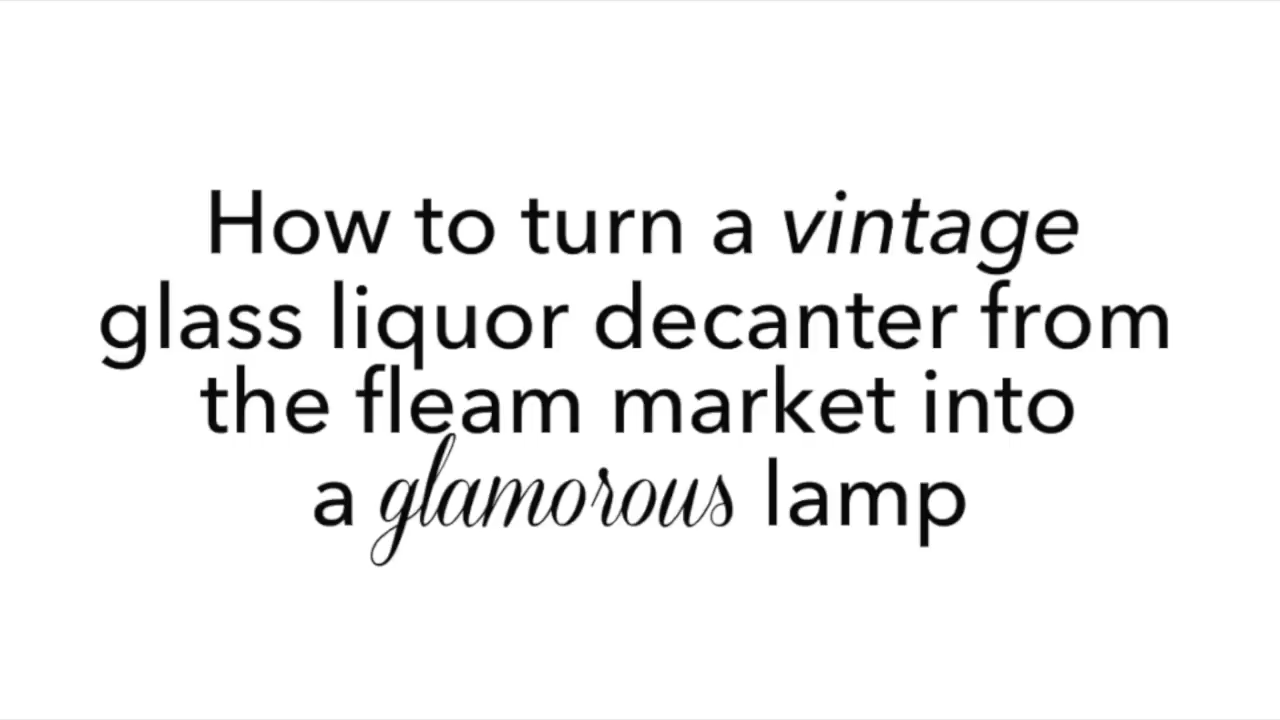 How to turn a vintage
glass liquor decanter from
the fleam market into
a glamorous lamp